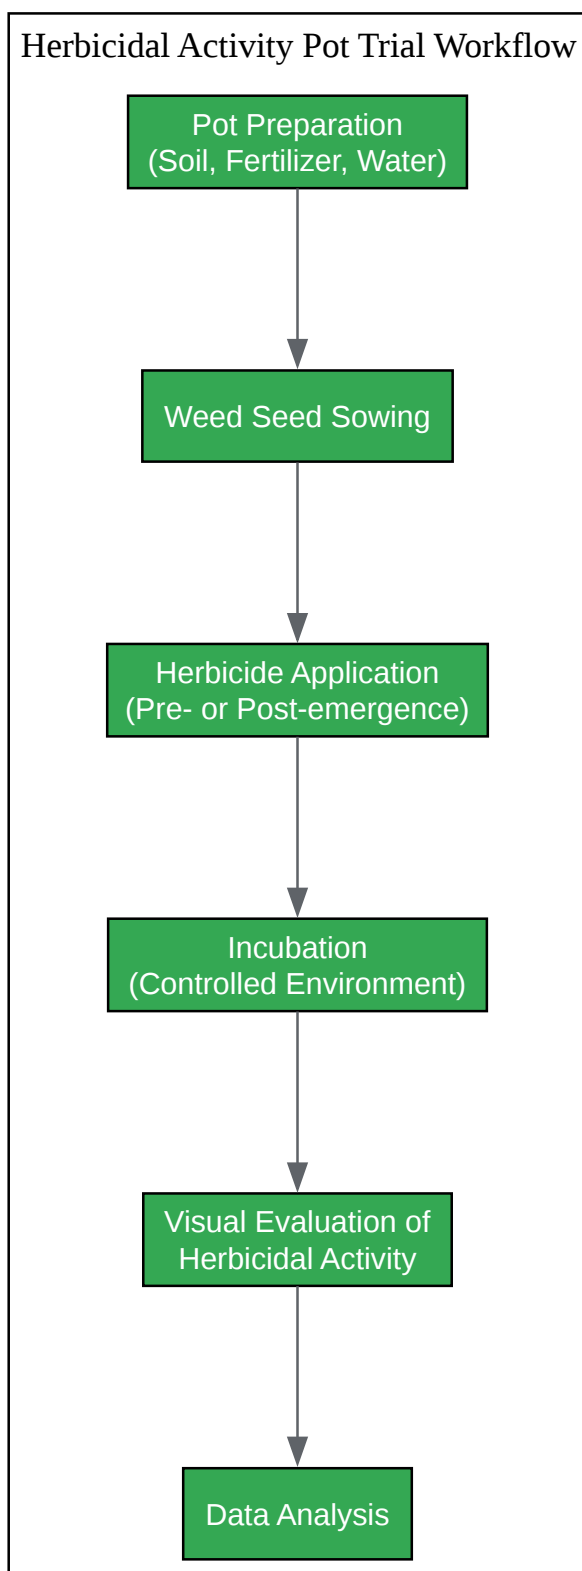 Herbicidal Activity Pot Trial Workflow
Pot Preparation
(Soil, Fertilizer, Water)
Weed Seed Sowing
Herbicide Application
(Pre- or Post-emergence)
Incubation
(Controlled Environment)
Visual Evaluation of
Herbicidal Activity
Data Analysis